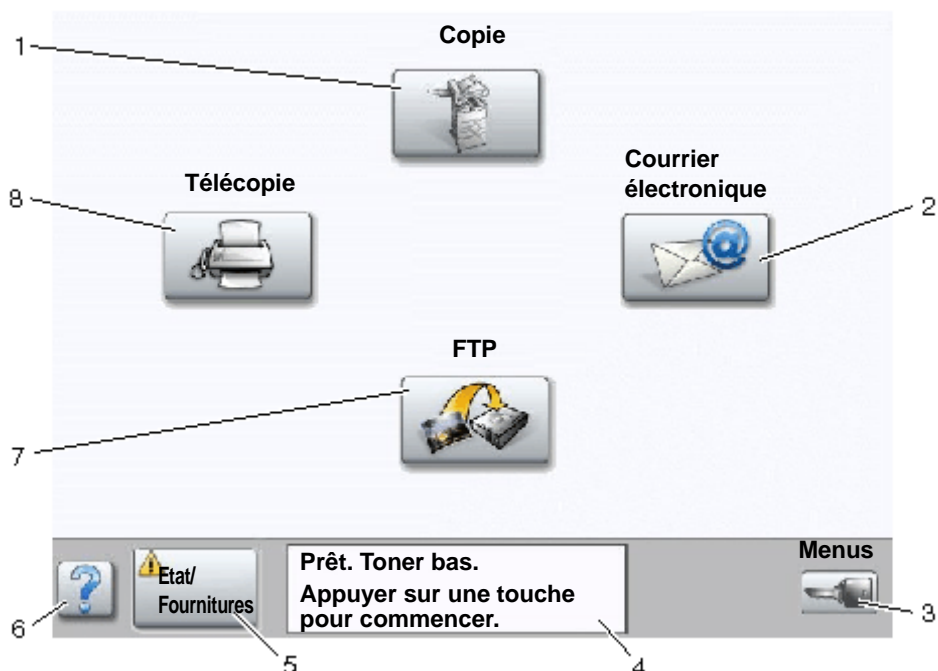 1
Copie
Courrier
électronique
2
Télécopie
8
FTP
7
Menus
Etat/
Fournitures
Prêt. Toner bas.
Appuyer sur une touche
pour commencer.
6
5
4
3